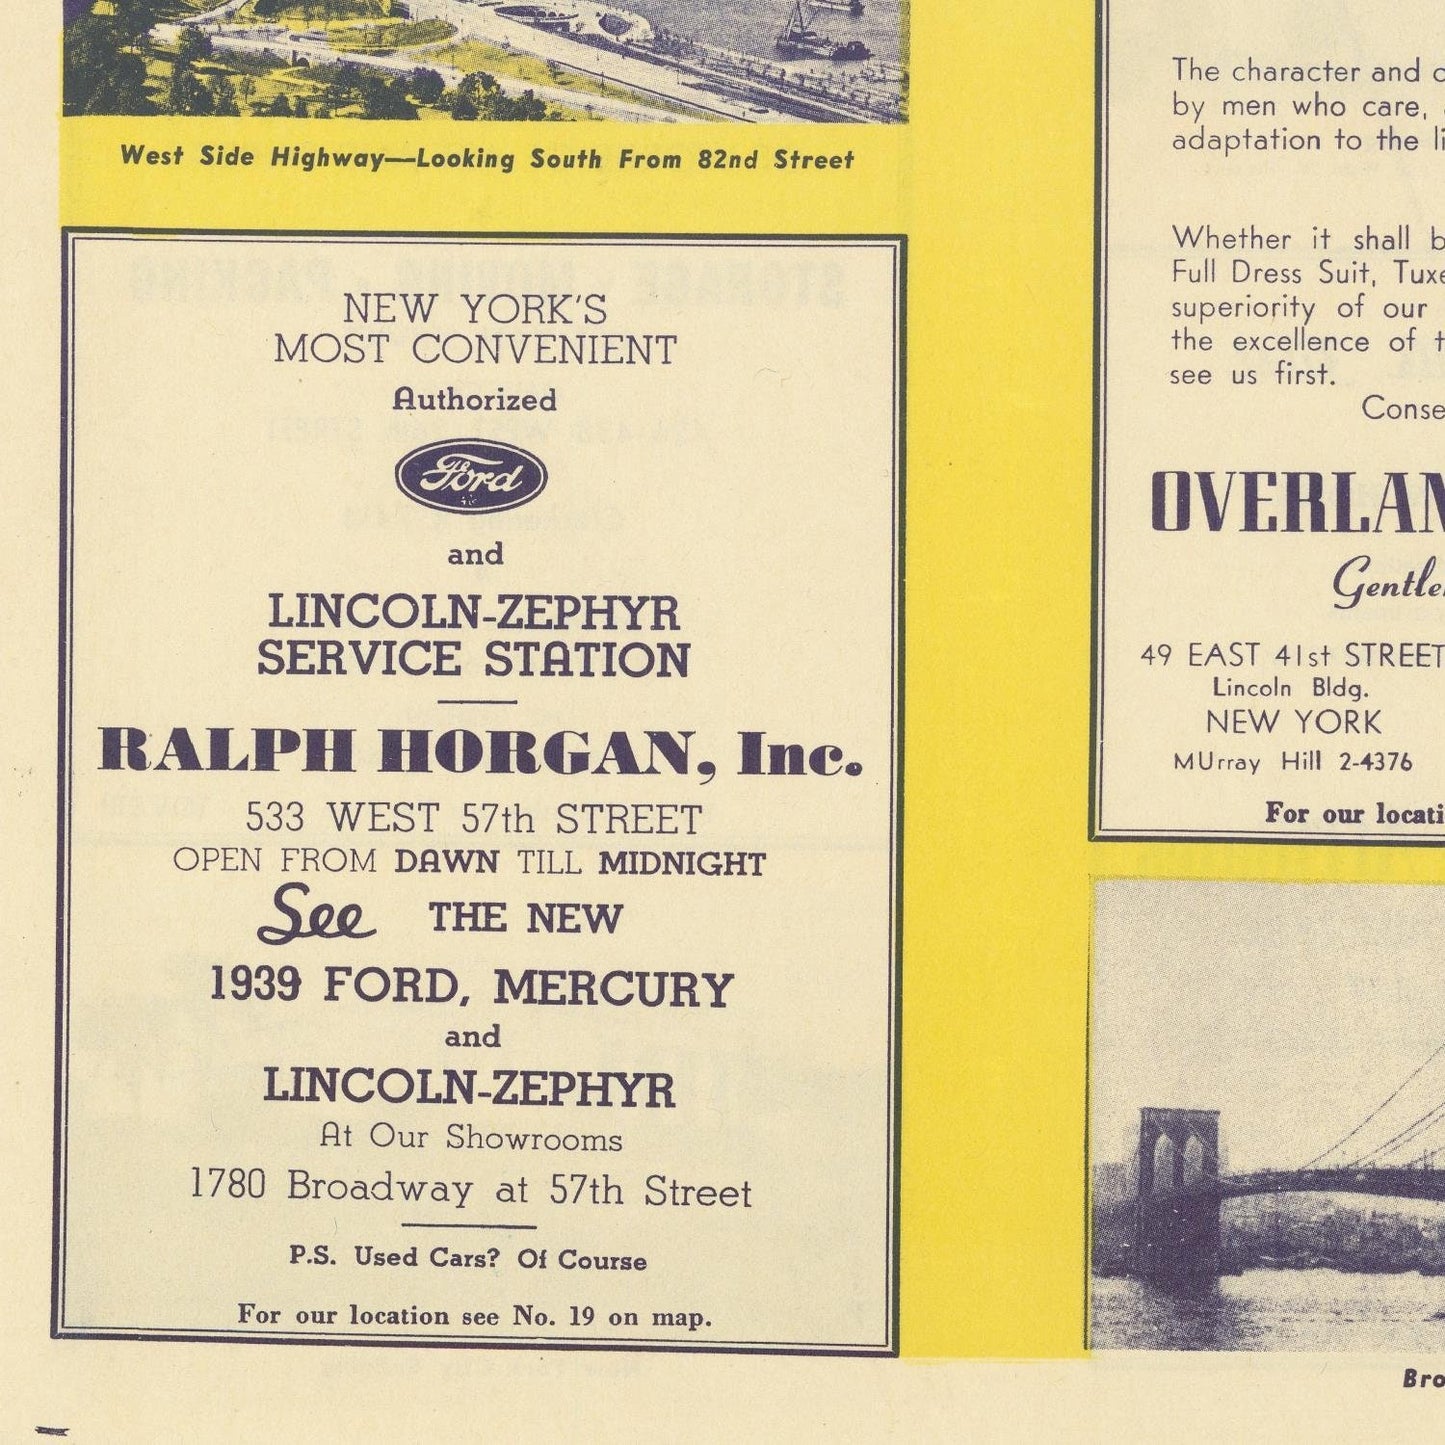 West Side Highway—Looking South From 82nd Street
NEW YORK'S
MOST CONVENIENT
Authorized
Ford
and
LINCOLN-ZEPHYR
SERVICE STATION
RALPH HORGAN, Inc.
533 WEST 57th STREET
OPEN FROM DAWN TILL MIDNIGHT
See THE NEW
1939 FORD, MERCURY
and
LINCOLN-ZEPHYR
At Our Showrooms
1780 Broadway at 57th Street
P.S. Used Cars? Of Course
For our location see No. 19 on map.
The character and
by men who care,
adaptation to the
Whether it shall
Full Dress Suit,
superiority of our
the excellence of
see us first.
49 EAST 41st STREET
Lincoln Bldg.
NEW YORK
MUrray Hill 2-4376
For our